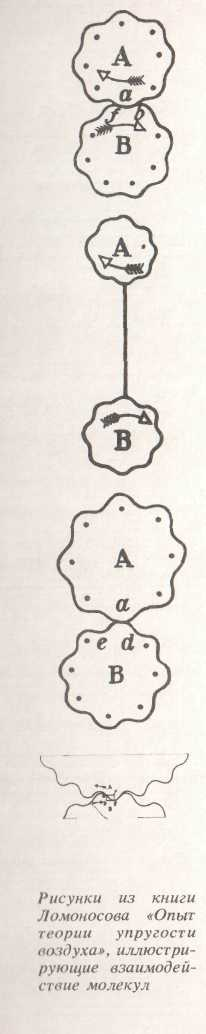 A
a
f b
B
A
B
A
a
e d
B
Рисунки из книги
Ломоносова «Опыт
теории упругости
воздуха», иллюстри-
рующие взаимодей-
ствие молекул